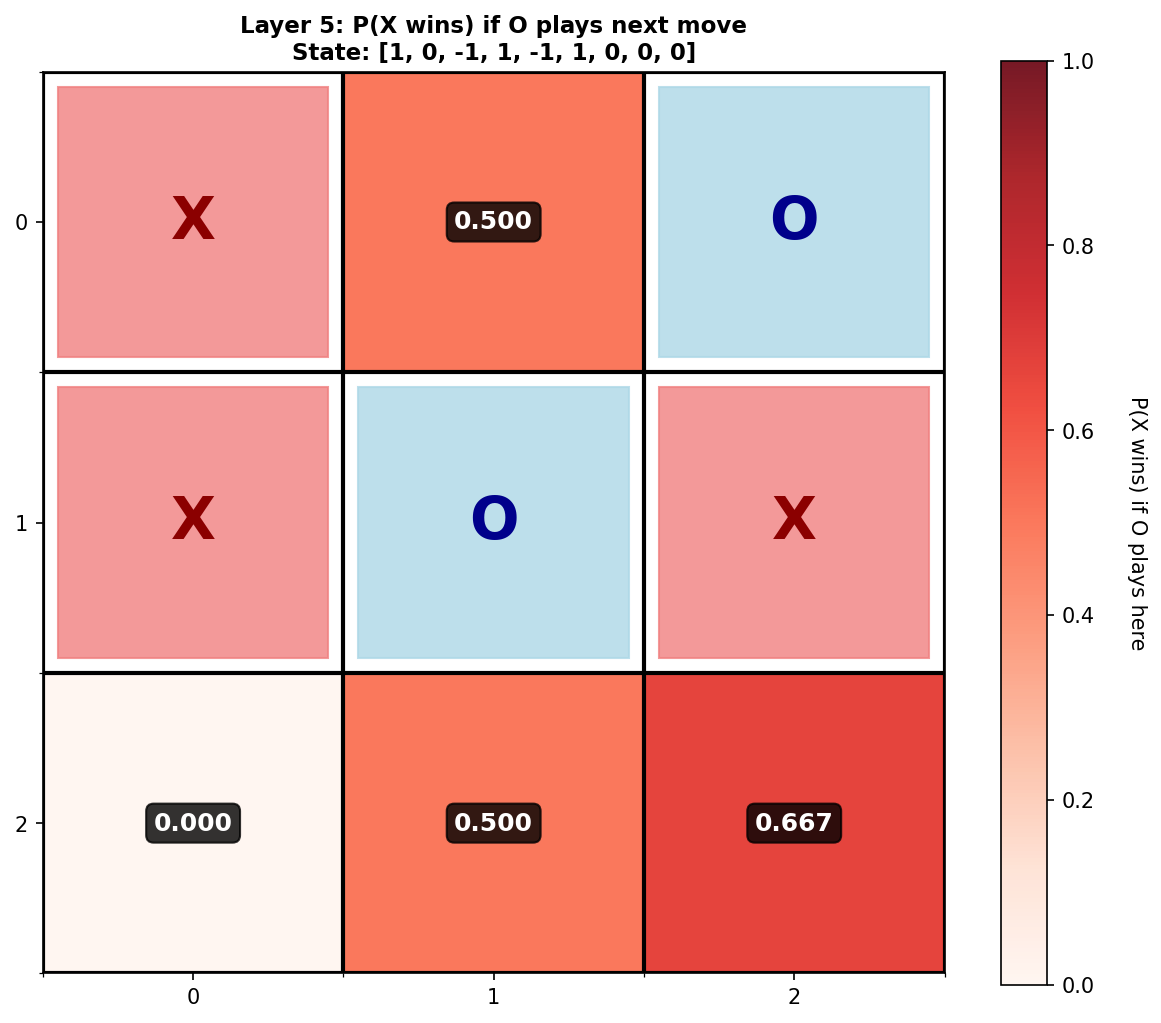 Layer 5: P(X wins) if O plays next move
State: [1, 0, -1, 1, -1, 1, 0, 0, 0]
X
0.500
O
0
X
O
X
1
0.000
0.500
0.667
2
0
1
2
1.0
0.8
0.6
0.4
0.2
0.0
P(X wins) if O plays here